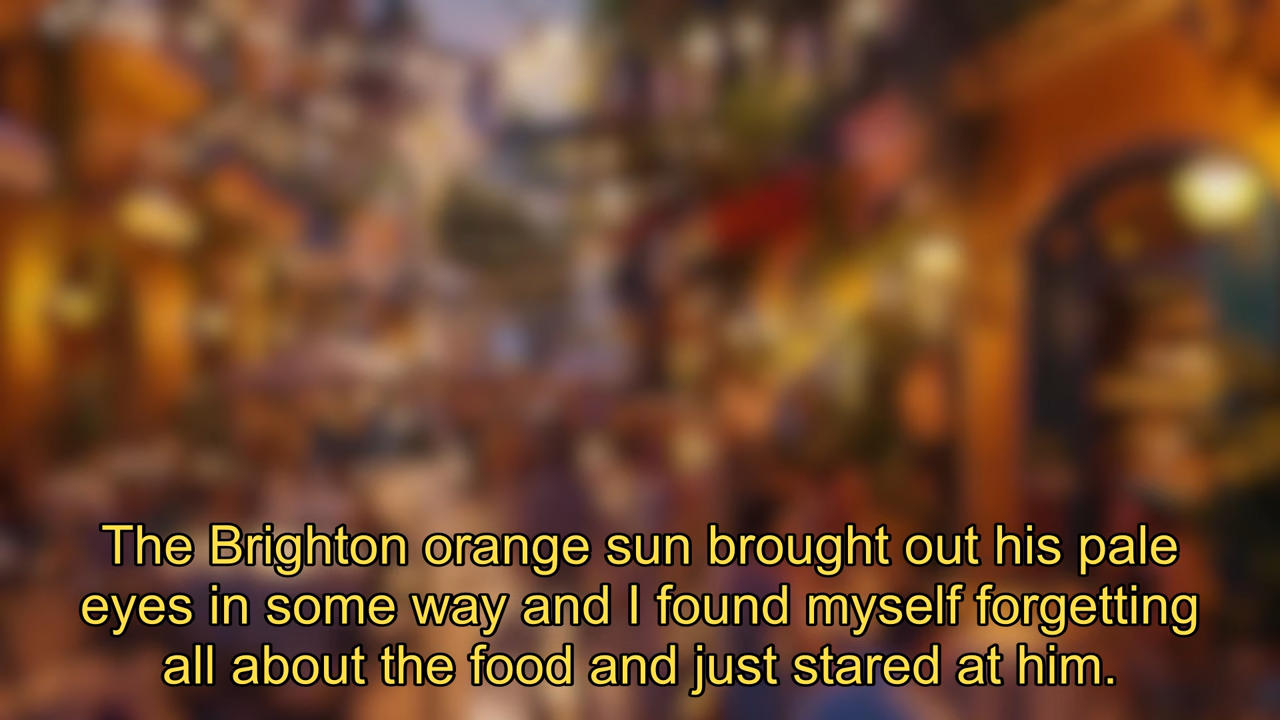 The Brighton orange sun brought out his pale
eyes in some way and I found myself forgetting
all about the food and just stared at him.